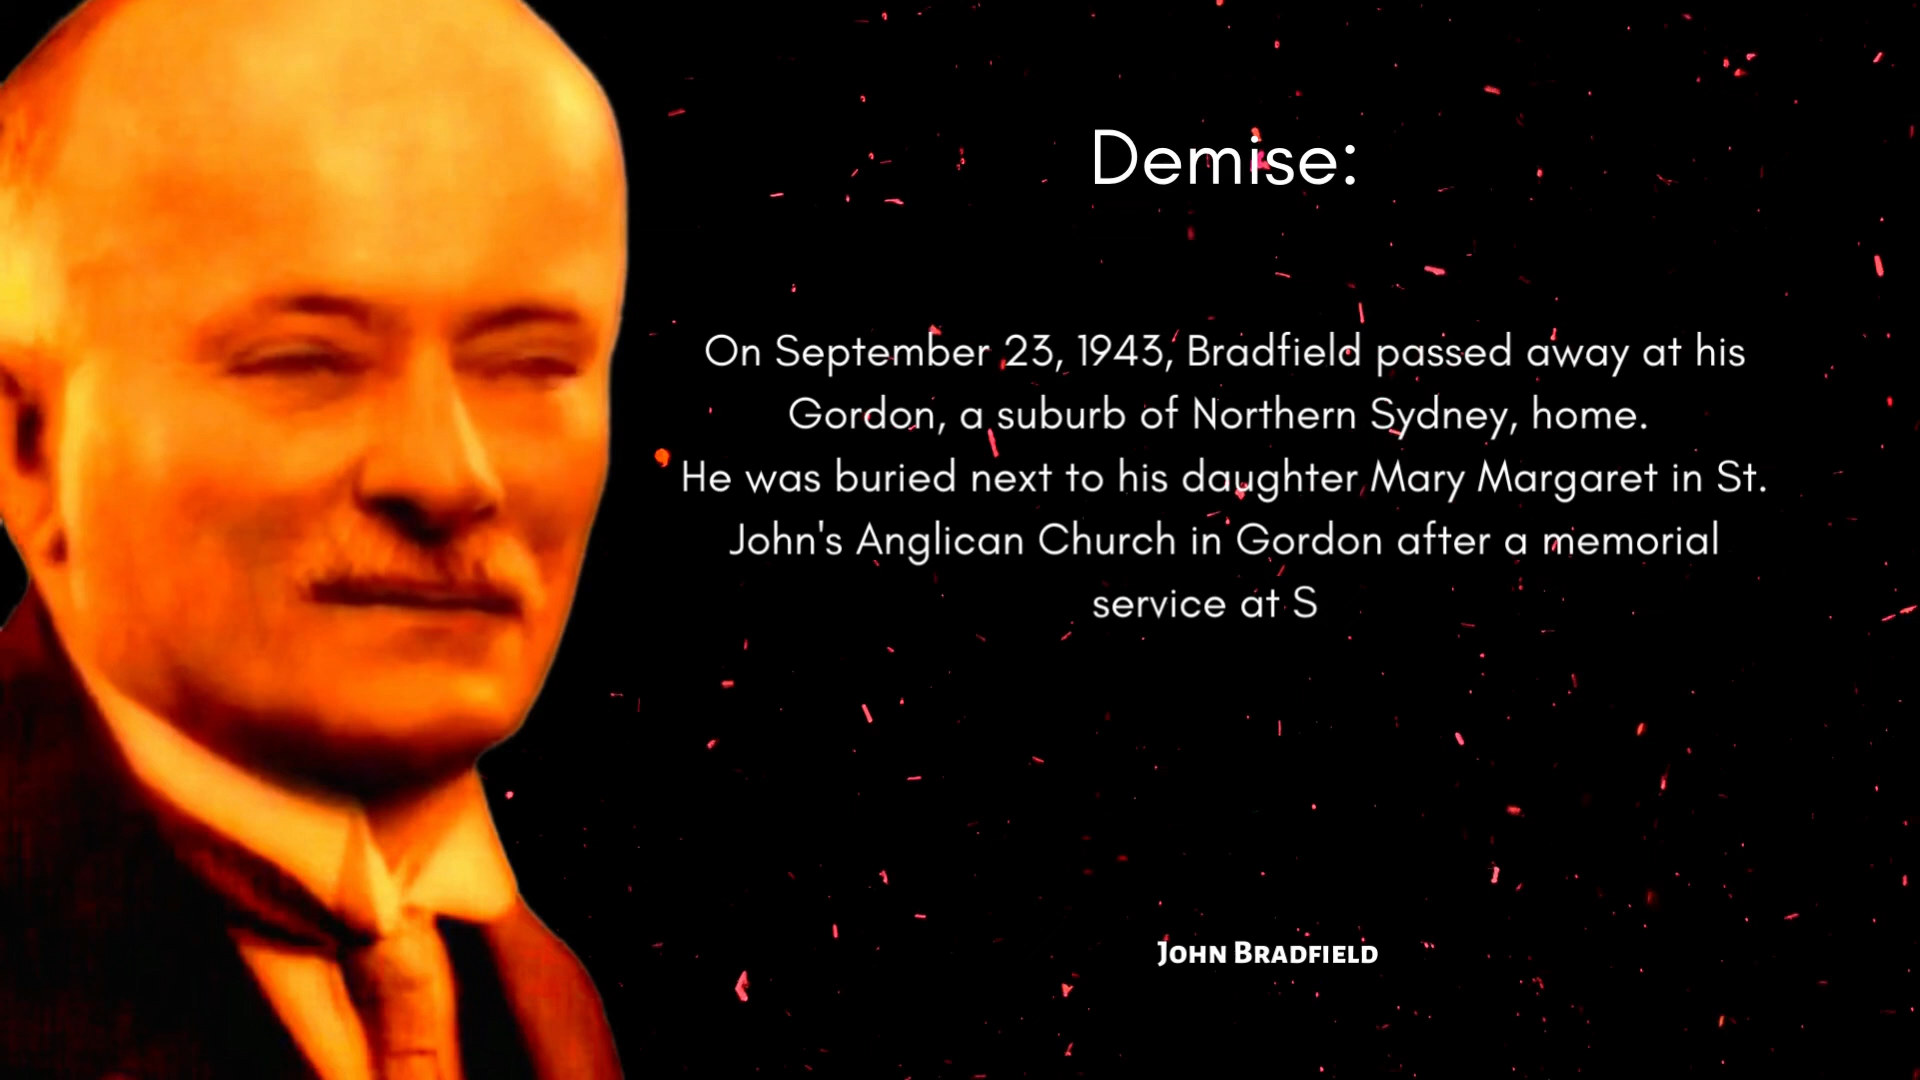 Demise:
On September 23, 1943, Bradfield passed away at his
Gordon, a suburb of Northern Sydney, home.
He was buried next to his daughter Mary Margaret in St.
John's Anglican Church in Gordon after a memorial
service at S
John Bradfield